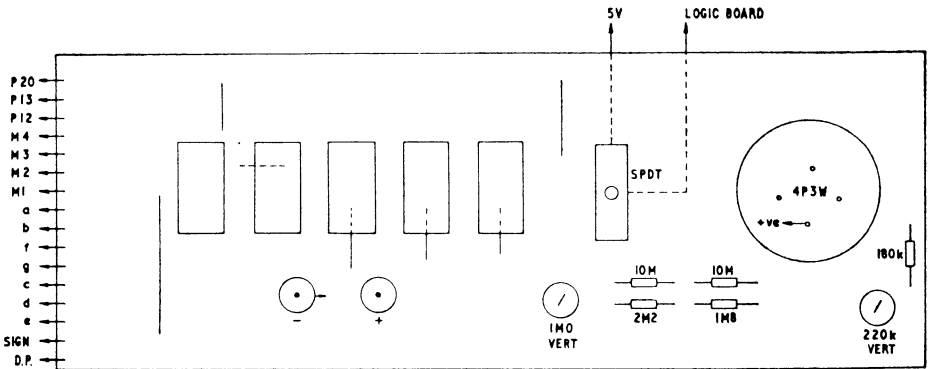 5V
LOGIC BOARD
P20
P13
P12
M4
M3
M2
M1
a
b
f
g
c
d
e
SIGN
D.P.
SPDT
4P3W
+ve
180k
10M
10M
2M2
1M8
-
+
1M0
VERT
220k
VERT